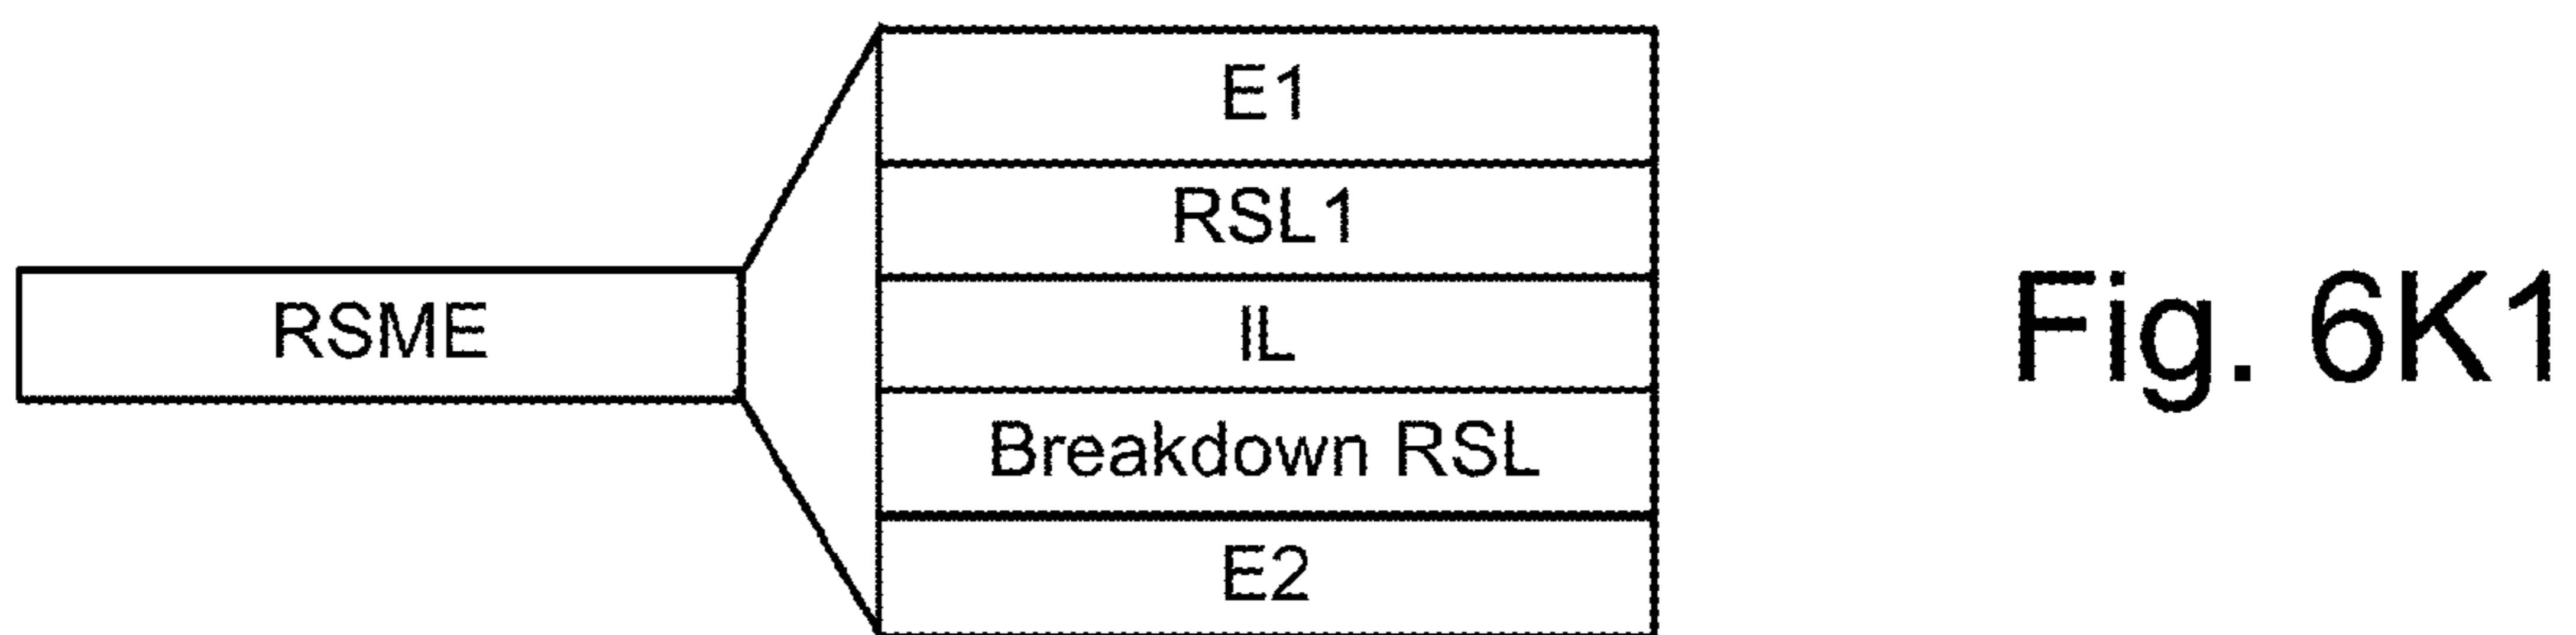 E1
RSL1
RSME
IL
Breakdown RSL
E2
Fig. 6K1